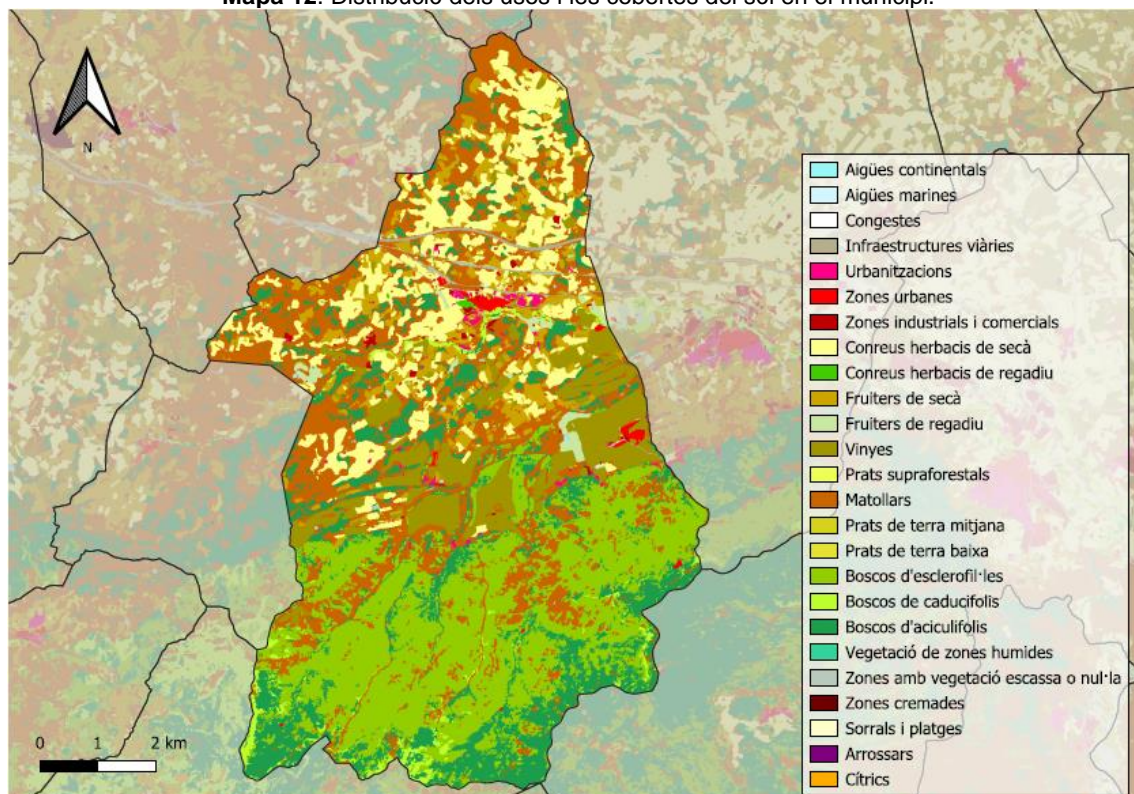 Mapa 12. Distribució dels usos i les cobertes del sòl en el municipi.
N
Aigües continentals
Aigües marines
Congestes
Infraestructures viàries
Urbanitzacions
Zones urbanes
Zones industrials i comercials
Conreus herbacis de secà
Conreus herbacis de regadiu
Fruiters de secà
Fruiters de regadiu
Vinyes
Prats supraforestals
Matollars
Prats de terra mitjana
Prats de terra baixa
Boscos d'esclerofil·les
Boscos de caducifolis
Boscos d'aciculifolis
Vegetació de zones humides
Zones amb vegetació escassa o nul·la
Zones cremades
Sorrals i platges
Arrossars
Cítrics
0 1 2 km